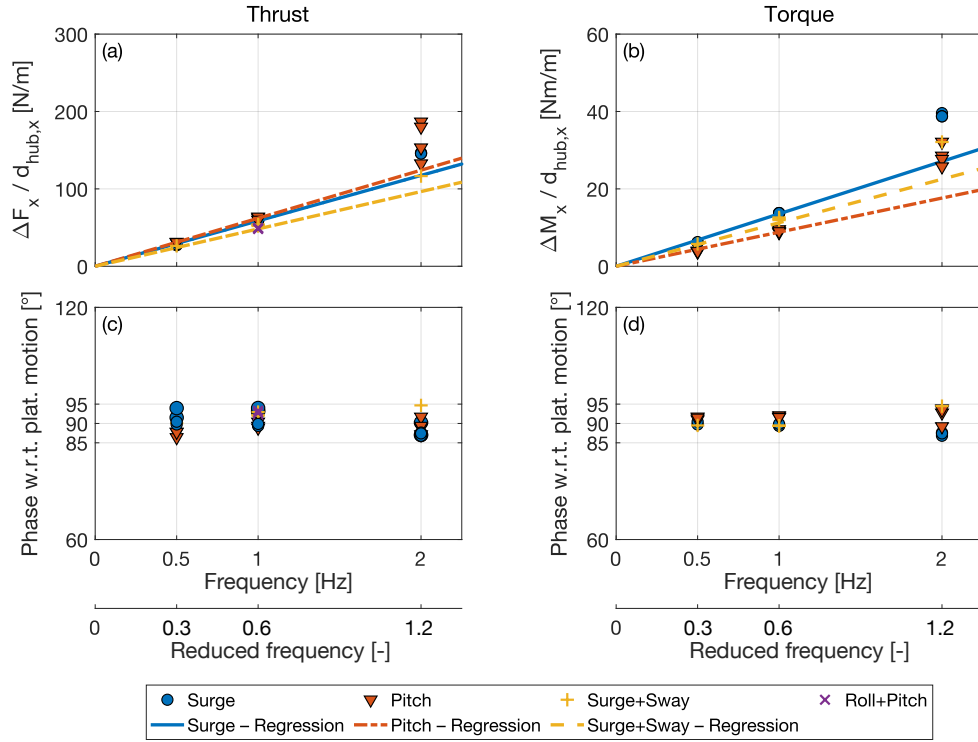 Thrust
Torque
(a)
300
200
100
0
ΔF_x / d_hub,x [N/m]
(b)
60
40
20
0
ΔM_x / d_hub,x [Nm/m]
(c)
120
95
90
85
60
Phase w.r.t. plat. motion [°]
0 0.5 1 2
Frequency [Hz]
0 0.3 0.6 1.2
Reduced frequency [-]
(d)
120
95
90
85
60
Phase w.r.t. plat. motion [°]
0 0.5 1 2
Frequency [Hz]
0 0.3 0.6 1.2
Reduced frequency [-]
Surge Pitch Surge+Sway Roll+Pitch
Surge – Regression Pitch – Regression Surge+Sway – Regression